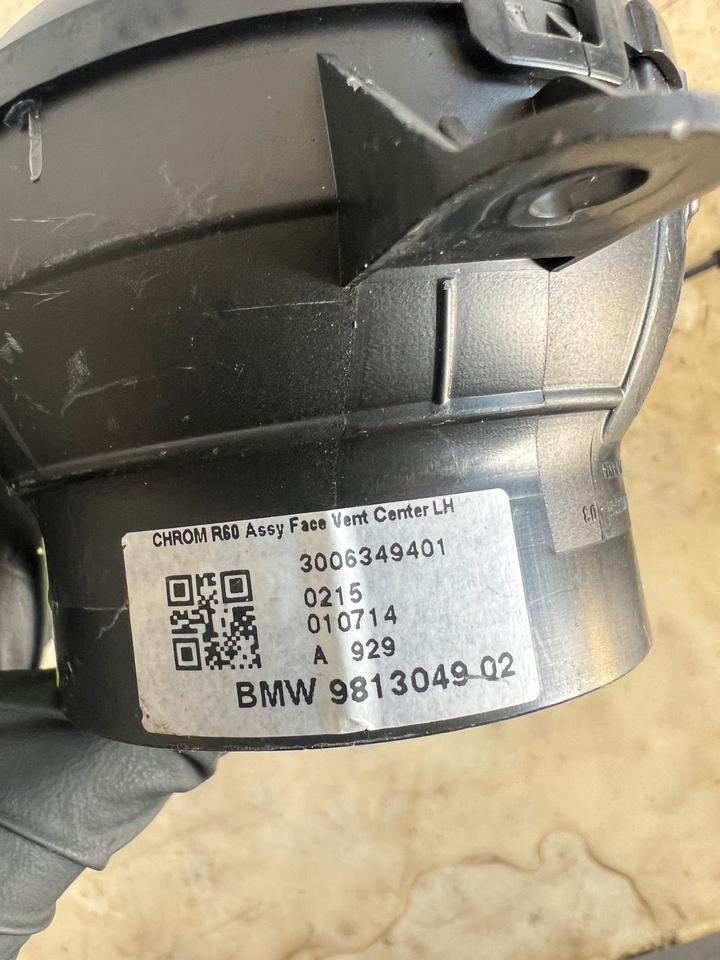 CHROM R60 Assy Face Vent Center LH
3006349401
0215
010714
A 929
BMW 9813049 02